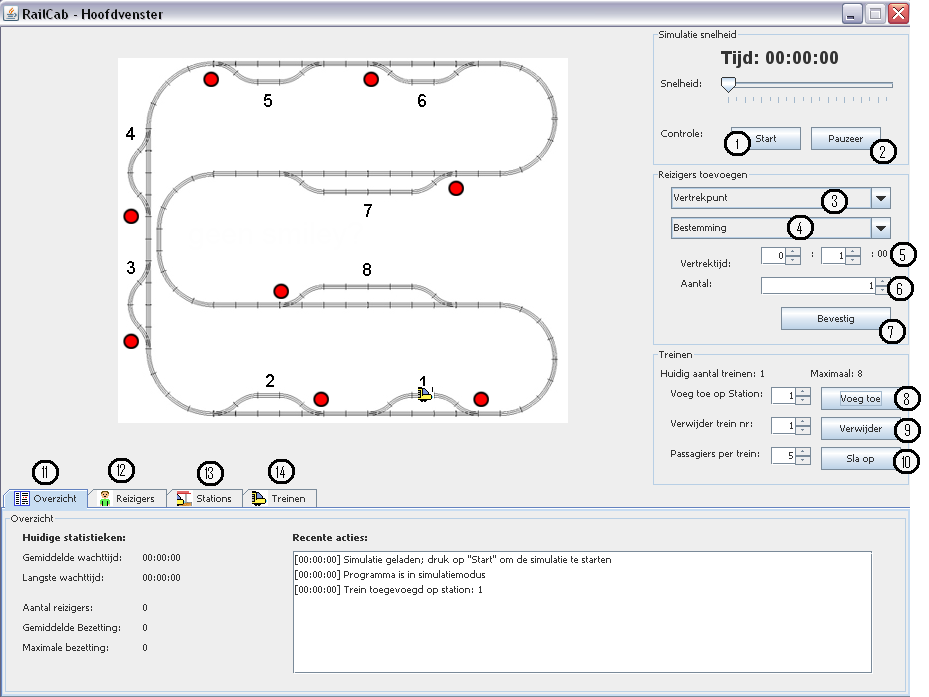 RailCab - Hoofdvenster
Simulatie snelheid
Tijd: 00:00:00
Snelheid:
Controle:
1 Start
Pauzeer 2
Reizigers toevoegen
Vertrekpunt 3
Bestemming 4
Vertrektijd: 0 : 1 : 00 5
Aantal: 1 6
Bevestig 7
Treinen
Huidig aantal treinen: 1 Maximaal: 8
Voeg toe op Station: 1 Voeg toe 8
Verwijder trein nr: 1 Verwijder 9
Passagiers per trein: 5 Sla op 10
5 6
4
7
3 8
2 1
11 12 13 14
Overzicht Reizigers Stations Treinen
Overzicht
Huidige statistieken:
Gemiddelde wachttijd: 00:00:00
Langste wachttijd: 00:00:00
Aantal reizigers: 0
Gemiddelde Bezetting: 0
Maximale bezetting: 0
Recente acties:
[00:00:00] Simulatie geladen; druk op "Start" om de simulatie te starten
[00:00:00] Programma is in simulatiemodus
[00:00:00] Trein toegevoegd op station: 1